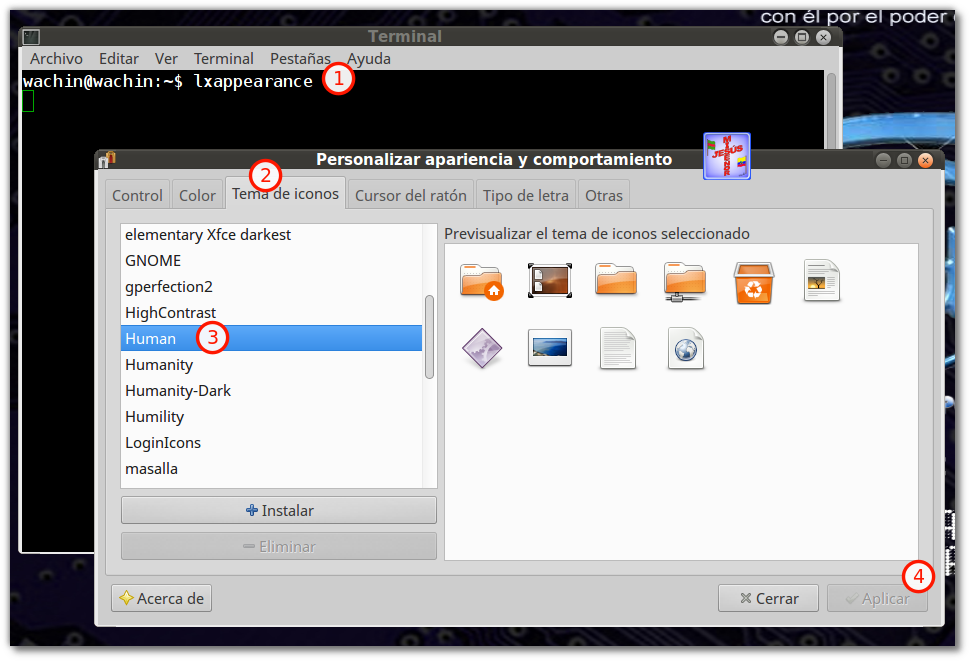 con él por el poder
Terminal
Archivo Editar Ver Terminal Pestañas Ayuda
wachin@wachin:~$ lxappearance
1
JESÚS
Personalizar apariencia y comportamiento
2
Control Color Tema de iconos Cursor del ratón Tipo de letra Otras
elementary Xfce darkest
GNOME
gperfection2
HighContrast
Human
3
Humanity
Humanity-Dark
Humility
LoginIcons
masalla
Instalar
Eliminar
Previsualizar el tema de iconos seleccionado
4
Acerca de
Cerrar
Aplicar